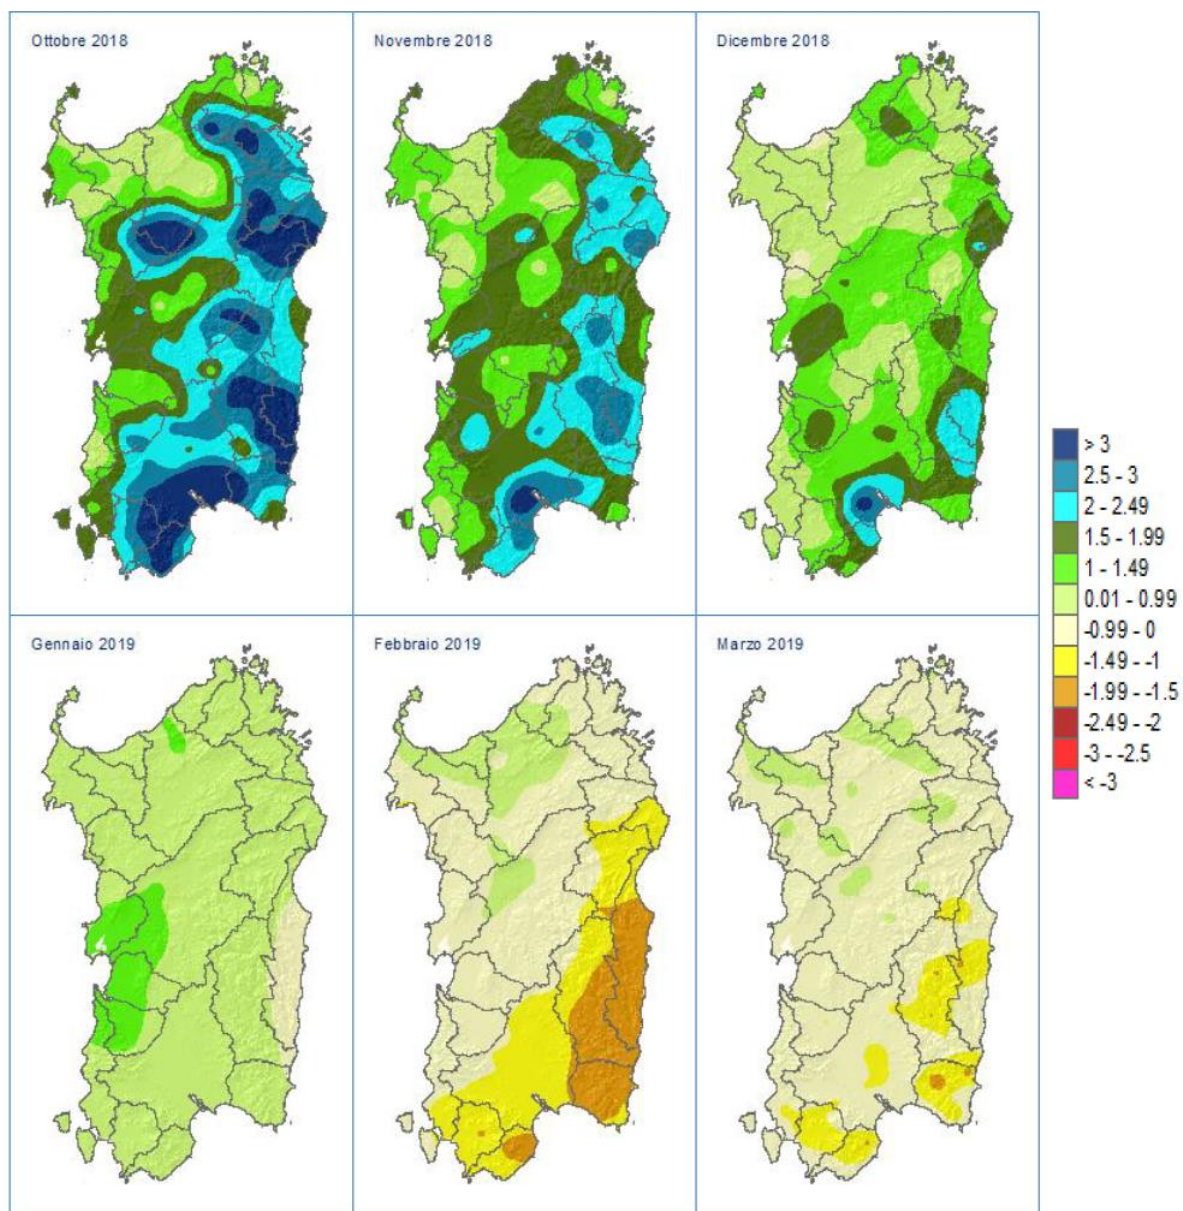 Ottobre 2018
Novembre 2018
Dicembre 2018
> 3
2.5 - 3
2 - 2.49
1.5 - 1.99
1 - 1.49
0.01 - 0.99
-0.99 - 0
-1.49 - -1
-1.99 - -1.5
-2.49 - -2
-3 - -2.5
< -3
Gennaio 2019
Febbraio 2019
Marzo 2019